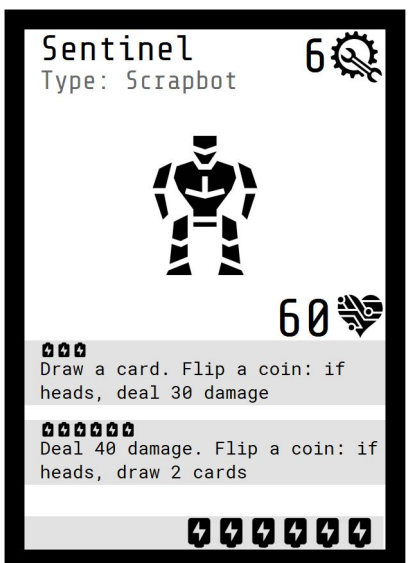 Sentinel
6
Type: Scrapbot
60
Draw a card. Flip a coin: if
heads, deal 30 damage
Deal 40 damage. Flip a coin: if
heads, draw 2 cards